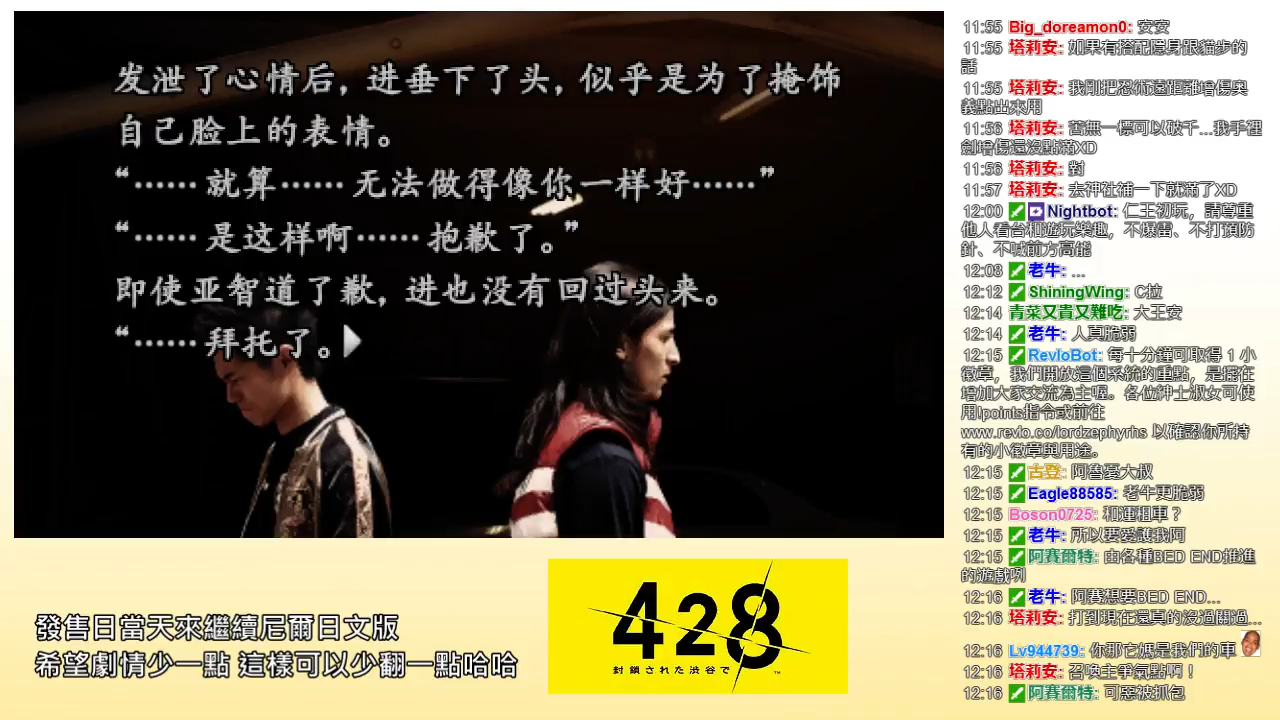 发泄了心情后，进垂下了头，似乎是为了掩饰
自己脸上的表情。
“……就算……无法做得像你一样好……”
“……是这样啊……抱歉了。”
即使亚智道了歉，进也没有回过头来。
“……拜托了。
發售日當天來繼續尼爾日文版
希望劇情少一點 這樣可以少翻一點哈哈
428
封鎖された渋谷で
TM
11:55 Big_doreamon0: 安安
11:55 塔莉安: 如果有搭配隱身跟貓步的
話
11:55 塔莉安: 我剛把忍術遠距離增傷奧
義點出來用
11:56 塔莉安: 舊無一標可以破千...我手裡
劍增傷還沒點滿XD
11:56 塔莉安: 對
11:57 塔莉安: 去神社補一下就滿了XD
12:00 Nightbot: 仁王初玩，請尊重
他人看台和遊玩樂趣，不爆雷、不打預防
針、不喊前方高能
12:08 老牛: ...
12:12 ShiningWing: C拉
12:14 青菜又貴又難吃: 大王安
12:14 老牛: 人真脆弱
12:15 RevloBot: 每十分鐘可取得 1 小
徽章，我們開放這個系統的重點，是擺在
增加大家交流為主喔。各位紳士淑女可使
用!points指令或前往
www.revlo.co/lordzephyrhs 以確認你所持
有的小徽章與用途。
12:15 古登: 阿魯憂大叔
12:15 Eagle88585: 老牛更脆弱
12:15 Boson0725: 和運租車？
12:15 老牛: 所以要愛護我阿
12:15 阿賽爾特: 由各種BED END推進
的遊戲咧
12:16 老牛: 阿賽想要BED END...
12:16 塔莉安: 打到現在還真的沒過關過...
12:16 Lv944739: 你那它媽是我們的車
12:16 塔莉安: 召喚主爭氣點啊！
12:16 阿賽爾特: 可惡被抓包